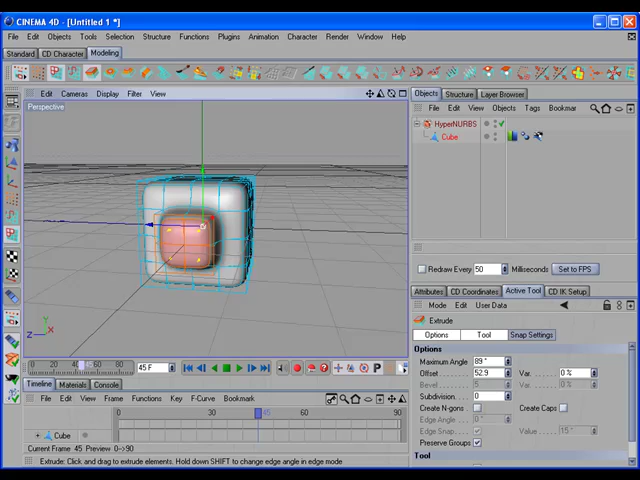 CINEMA 4D - [Untitled 1 *]
File Edit Objects Tools Selection Structure Functions Plugins Animation Character MoGraph Render Window Help
Standard CD Character Modeling
Edit Cameras Display Filter View
Perspective
Objects Structure Layer Browser
File Edit View Objects Tags Bookmar
HyperNURBS
Cube
Redraw Every 50 Milliseconds Set to FPS
Attributes CD Coordinates Active Tool CD IK Setup
Mode Edit User Data
Extrude
Options Tool Snap Settings
Options
Maximum Angle 89 °
Offset 52.9 Var. 0 %
Bevel 5 Var. 0 %
Subdivision 0
Create N-gons Create Caps
Edge Angle 0 °
Edge Snap Value 15 °
Preserve Groups
Tool
Y
X
Z
0 20 40 60 80 45 F
Timeline Materials Console
File Edit View Frame Functions F-Curve Bookmarks
0 30 45 60 90
Cube
Current Frame 45 Preview 0-->90
Extrude: Click and drag to extrude elements. Hold down SHIFT to change edge angle in edge mode